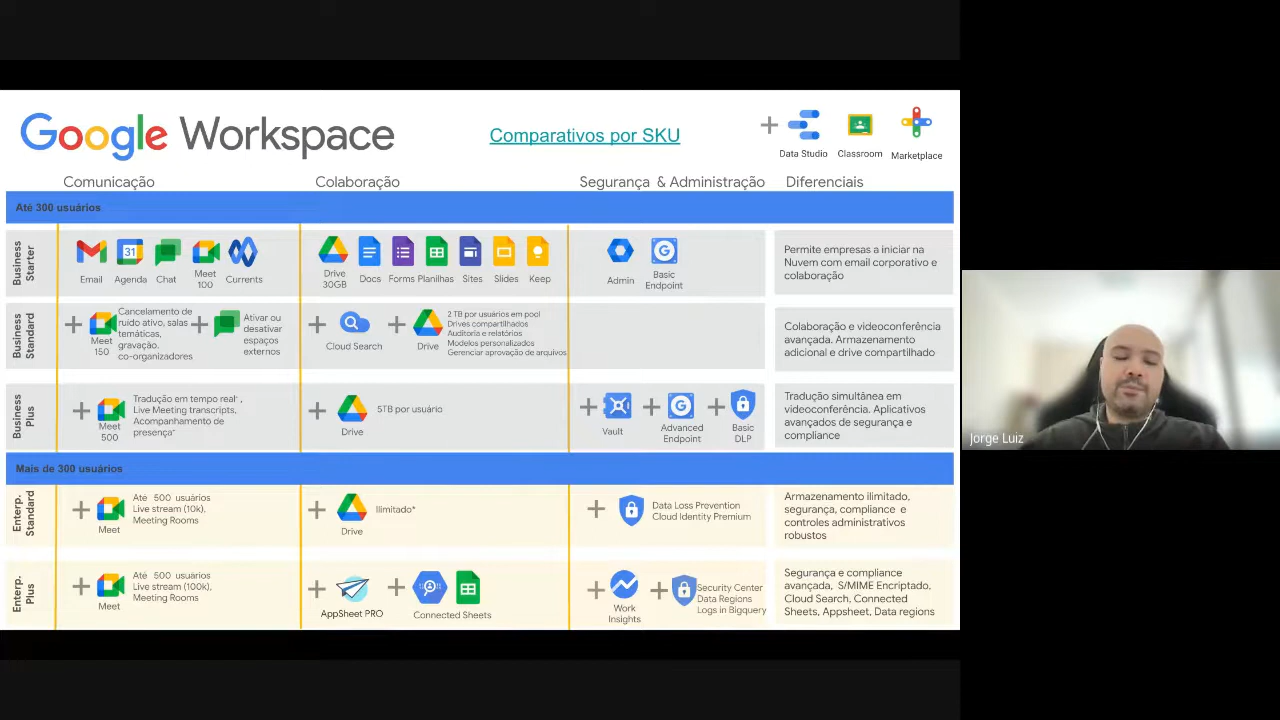 Google Workspace
Comparativos por SKU
Data Studio
Classroom
Marketplace
Comunicação
Colaboração
Segurança & Administração
Diferenciais
Até 300 usuários
Business
Starter
Email
Agenda
Chat
Meet
100
Currents
Drive
30GB
Docs
Forms
Planilhas
Sites
Slides
Keep
Admin
Basic
Endpoint
Permite empresas a iniciar na
Nuvem com email corporativo e
colaboração
Business
Standard
Meet
150
Cancelamento de
ruído ativo, salas
temáticas,
gravação,
co-organizadores
Ativar ou
desativar
espaços
externos
Cloud Search
Drive
2 TB por usuários em pool
Drives compartilhados
Auditoria e relatórios
Modelos personalizados
Gerenciar aprovação de arquivos
Colaboração e videoconferência
avançada. Armazenamento
adicional e drive compartilhado
Business
Plus
Meet
500
Tradução em tempo real*,
Live Meeting transcripts,
Acompanhamento de
presença*
Drive
5TB por usuário
Vault
Advanced
Endpoint
Basic
DLP
Tradução simultânea em
videoconferência. Aplicativos
avançados de segurança e
compliance
Mais de 300 usuários
Enterp.
Standard
Meet
Até 500 usuários
Live stream (10k),
Meeting Rooms
Drive
Ilimitado*
Data Loss Prevention
Cloud Identity Premium
Armazenamento ilimitado,
segurança, compliance e
controles administrativos
robustos
Enterp.
Plus
Meet
Até 500 usuários
Live stream (100k),
Meeting Rooms
AppSheet PRO
Connected Sheets
Work
Insights
Security Center
Data Regions
Logs in Bigquery
Segurança e compliance
avançada, S/MIME Encriptado,
Cloud Search, Connected
Sheets, Appsheet, Data regions
Jorge Luiz